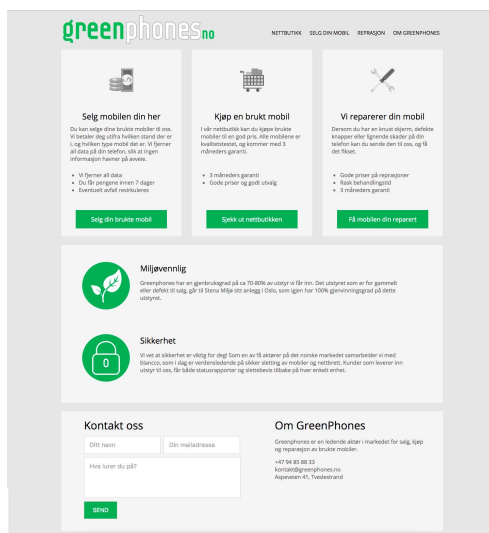 greenphones.no
NETTBUTIKK SELG DIN MOBIL REPRASJON OM GREENPHONES
Selg mobilen din her
Du kan selge dine brukte mobiler til oss.
Vi betaler deg utifra hvilken stand der er
i, og hvilken type mobil det er. Vi fjerner
all data på din telefon, slik at ingen
informasjon havner på avveie.
Vi fjerner all data
Du får pengene innen 7 dager
Eventuelt avfall resirkuleres
Selg din brukte mobil
Kjøp en brukt mobil
I vår nettbutikk kan du kjøpe brukte
mobiler til en god pris. Alle mobilene er
kvalitetstestet, og kommer med 3
måneders garanti.
3 måneders garanti
Gode priser og godt utvalg
Sjekk ut nettbutikken
Vi reparerer din mobil
Dersom du har en knust skjerm, defekte
knapper eller lignende skader på din
telefon kan du sende den til oss, og få
det fikset.
Gode priser på reprasjoner
Rask behandlingstid
3 måneders garanti
Få mobilen din reparert
Miljøvennlig
Greenphones har en gjenbruksgrad på ca 70-80% av utstyr vi får inn. Det utstyret som er for gammelt
eller defekt til salg, går til Stena Miljø sitt anlegg i Oslo, som igjen har 100% gjenvinningsgrad på dette
utstyret.
0
Sikkerhet
Vi vet at sikkerhet er viktig for deg! Som en av få aktører på det norske markedet samarbeider vi med
blancco, som i dag er verdensledende på sikker sletting av mobiler og nettbrett. Kunder som leverer inn
utstyr til oss, får både statusrapporter og slettebevis tilbake på hver enkelt enhet.
Kontakt oss
Ditt navn Din mailadresse
Hva lurer du på?
SEND
Om GreenPhones
Greenphones er en ledende aktør i markedet for salg, kjøp
og reparasjon av brukte mobiler.
+47 94 85 88 33
kontakt@greenphones.no
Aspeveien 41, Tvedestrand